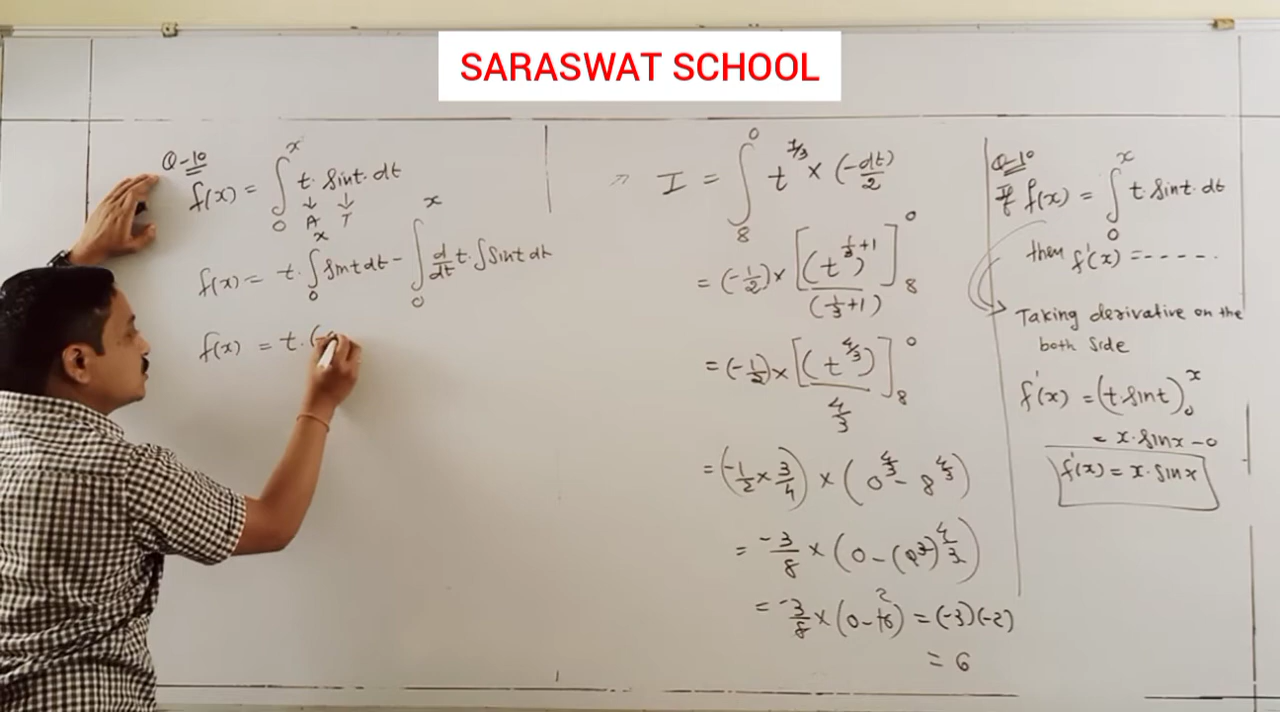 SARASWAT SCHOOL
Q-10
f(x) = ∫₀ˣ t. sint. dt
↓ ↓
A T
f(x) = t. ∫₀ˣ sint dt - ∫₀ˣ d/dt t. ∫sint dt
f(x) = t. (-
I = ∫₈⁰ t^(1/3) × (-dt/2)
= (-1/2) × [(t^(1/3)+1) / (1/3+1)]₈⁰
= (-1/2) × [(t^(4/3)) / 4/3]₈⁰
= (-1/2 × 3/4) × (0^(4/3) - 8^(4/3))
= -3/8 × (0-(2³)^(4/3))
= -3/8 × (0-16) = (-3)(-2)
= 6
Q-10
If f(x) = ∫₀ˣ t. sint. dt
then f'(x) = - - - - -.
Taking derivative on the
both side
f'(x) = (t. sint)₀ˣ
= x. sinx - 0
f'(x) = x. sinx